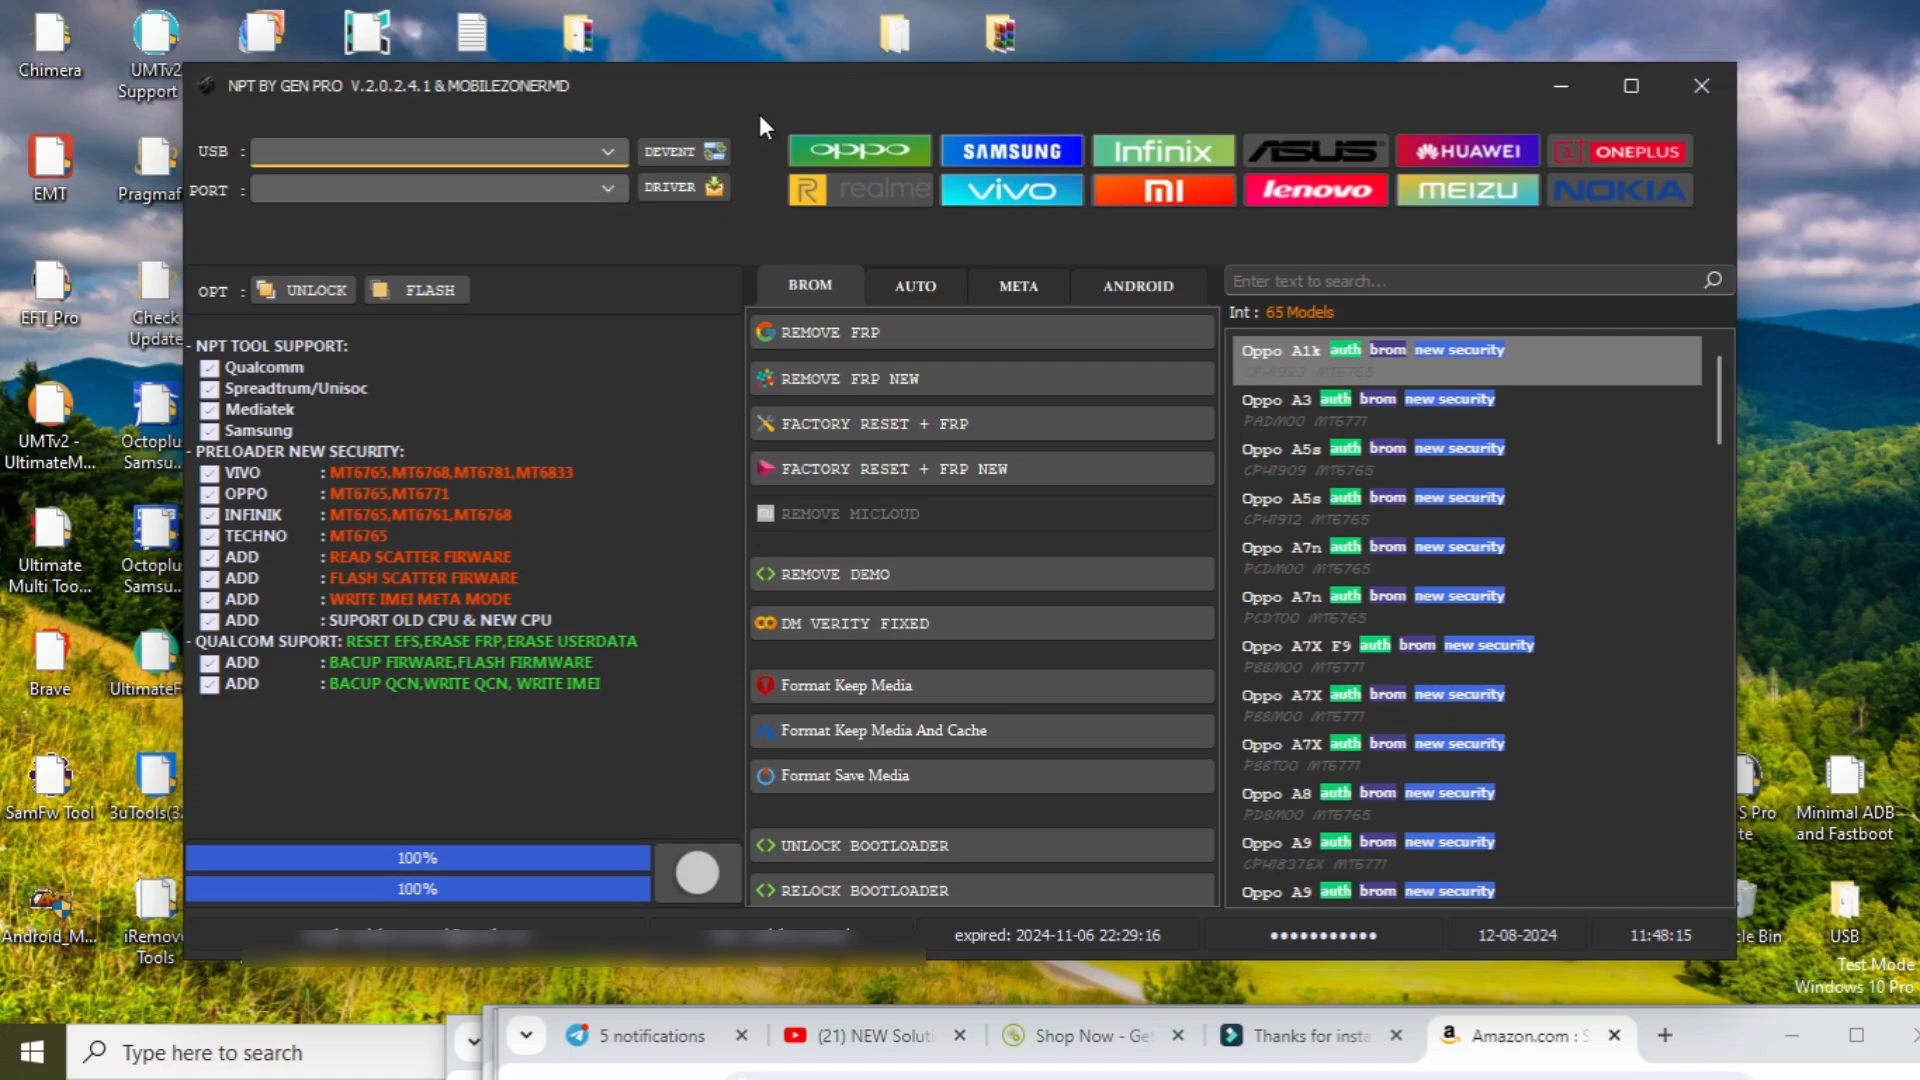 Chimera
UMTv2
Support
EMT
Pragmaf
EFT_Pro
Check
Update
UMTv2 -
UltimateM...
Octoplu
Samsu...
Ultimate
Multi Too...
Octoplu
Samsu...
Brave
UltimateF
SamFw Tool
3uTools(3
Android_M...
iRemov
Tools
NPT BY GEN PRO V.2.0.2.4.1 & MOBILEZONERMD
USB :
DEVENT
PORT :
DRIVER
oppo
SAMSUNG
Infinix
ASUS
HUAWEI
ONEPLUS
realme
vivo
MI
lenovo
MEIZU
NOKIA
OPT :
UNLOCK
FLASH
- NPT TOOL SUPPORT:
Qualcomm
Spreadtrum/Unisoc
Mediatek
Samsung
- PRELOADER NEW SECURITY:
VIVO : MT6765,MT6768,MT6781,MT6833
OPPO : MT6765,MT6771
INFINIK : MT6765,MT6761,MT6768
TECHNO : MT6765
ADD : READ SCATTER FIRWARE
ADD : FLASH SCATTER FIRWARE
ADD : WRITE IMEI META MODE
ADD : SUPORT OLD CPU & NEW CPU
- QUALCOM SUPORT: RESET EFS,ERASE FRP,ERASE USERDATA
ADD : BACUP FIRWARE,FLASH FIRMWARE
ADD : BACUP QCN,WRITE QCN, WRITE IMEI
100%
100%
BROM
AUTO
META
ANDROID
REMOVE FRP
REMOVE FRP NEW
FACTORY RESET + FRP
FACTORY RESET + FRP NEW
REMOVE MICLOUD
REMOVE DEMO
DM VERITY FIXED
Format Keep Media
Format Keep Media And Cache
Format Save Media
UNLOCK BOOTLOADER
RELOCK BOOTLOADER
Enter text to search...
Int : 65 Models
Oppo A1k auth brom new security
CPH1923 MT6765
Oppo A3 auth brom new security
PADM00 MT6771
Oppo A5s auth brom new security
CPH1909 MT6765
Oppo A5s auth brom new security
CPH1912 MT6765
Oppo A7n auth brom new security
PCDM00 MT6765
Oppo A7n auth brom new security
PCDT00 MT6765
Oppo A7X F9 auth brom new security
PBBM00 MT6771
Oppo A7X auth brom new security
PBBM00 MT6771
Oppo A7X auth brom new security
PBBT00 MT6771
Oppo A8 auth brom new security
PDBM00 MT6765
Oppo A9 auth brom new security
CPH1837EX MT6771
Oppo A9 auth brom new security
expired: 2024-11-06 22:29:16
•••••••••••
12-08-2024
11:48:15
S Pro
te
Minimal ADB
and Fastboot
cle Bin
USB
Test Mode
Windows 10 Pro
Type here to search
5 notifications
(21) NEW Soluti
Shop Now - Ge
Thanks for insta
Amazon.com : S